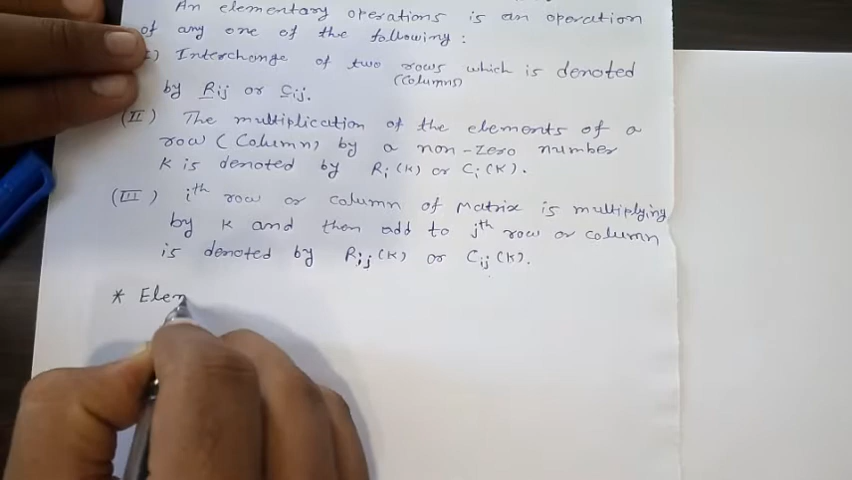 An elementary operations is an operation
of any one of the following:
I) Interchange of two rows which is denoted
(Columns)
by Rij or Cij.
(II) The multiplication of the elements of a
row (Column) by a non-zero number
K is denoted by Ri(K) or Ci(K).
(III) ith row or column of Matrix is multiplying
by K and then add to jth row or column
is denoted by Rij(K) or Cij(K).
* Elem